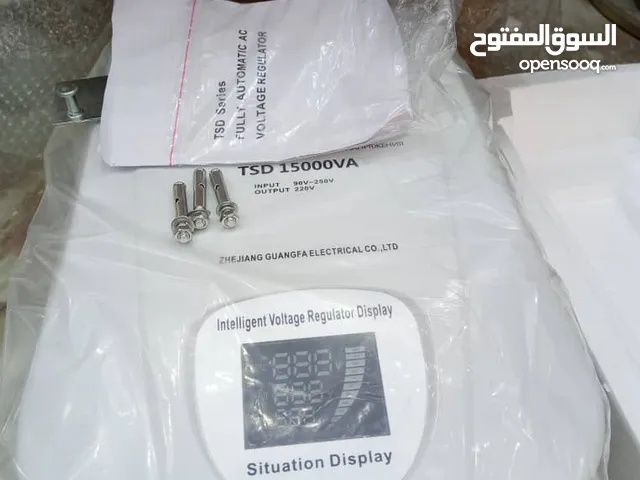 السوق المفتوح
opensooq.com
TSD Series
FULLY AUTOMATIC AC
VOLTAGE REGULATOR
TSD 15000VA
INPUT 90V-280V
OUTPUT 220V
ZHEJIANG GUANGFA ELECTRICAL CO.,LTD
Intelligent Voltage Regulator Display
Situation Display